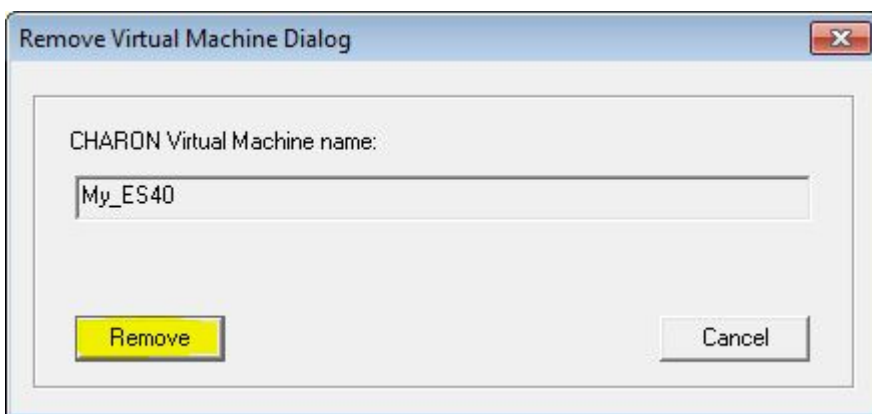 Remove Virtual Machine Dialog
CHARON Virtual Machine name:
My_ES40
Remove
Cancel